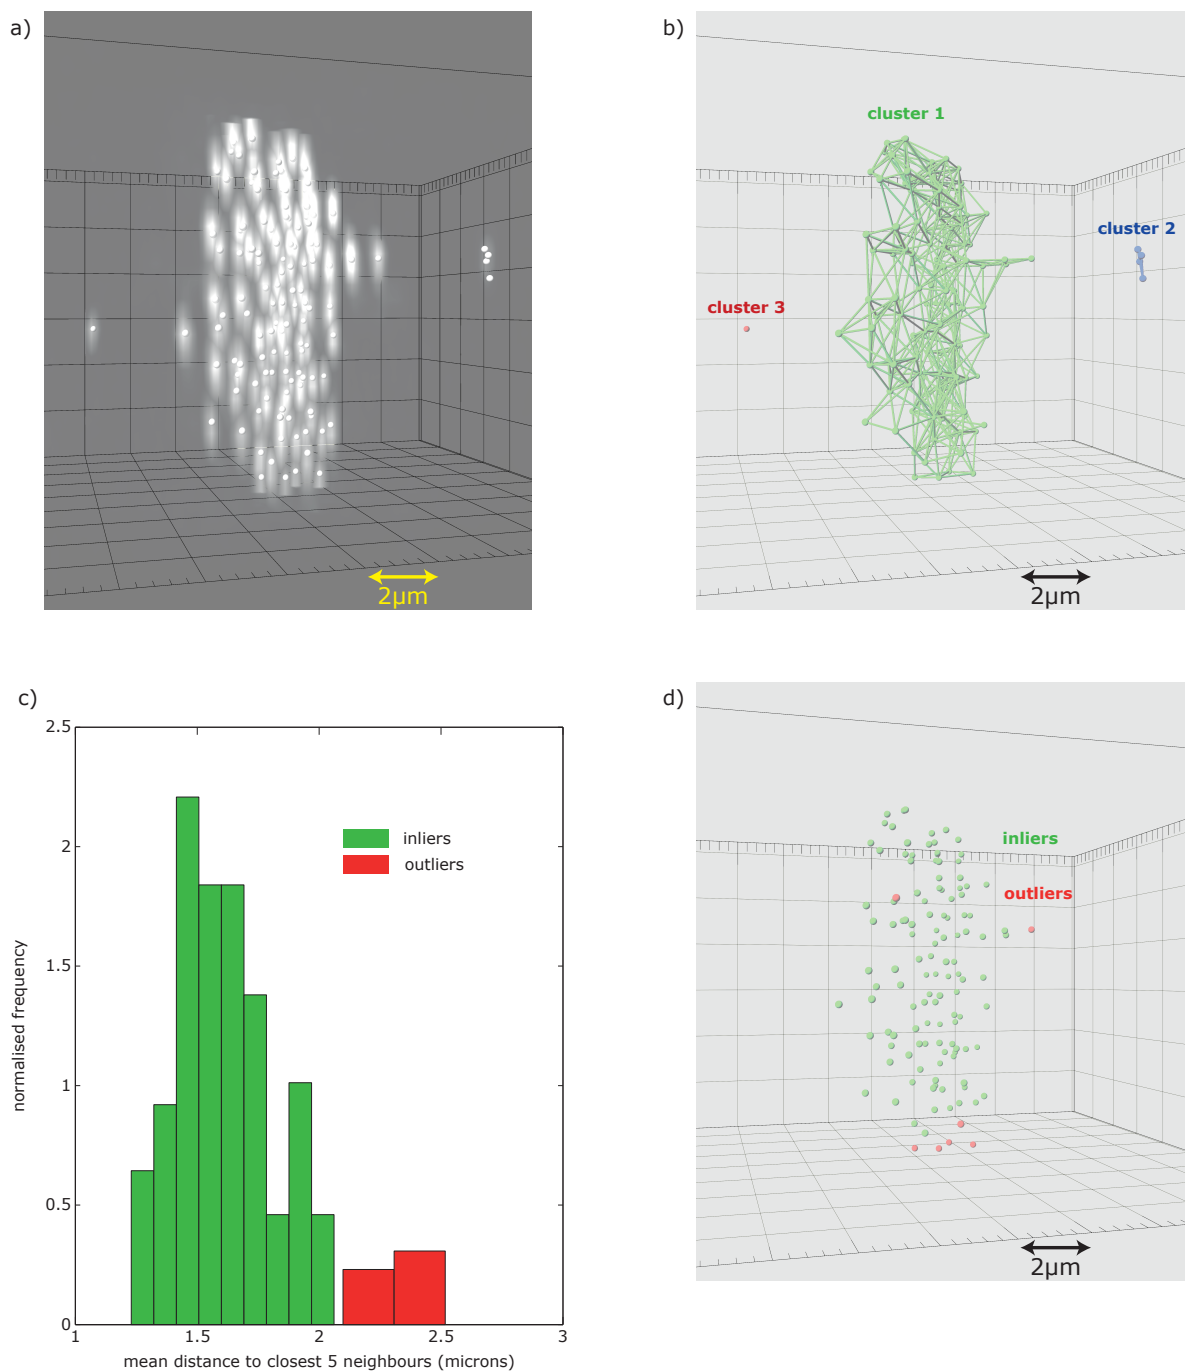 a)
2µm
b)
cluster 1
cluster 2
cluster 3
2µm
c)
2.5
2
1.5
1
0.5
0
normalised frequency
inliers
outliers
1
1.5
2
2.5
3
mean distance to closest 5 neighbours (microns)
d)
inliers
outliers
2µm